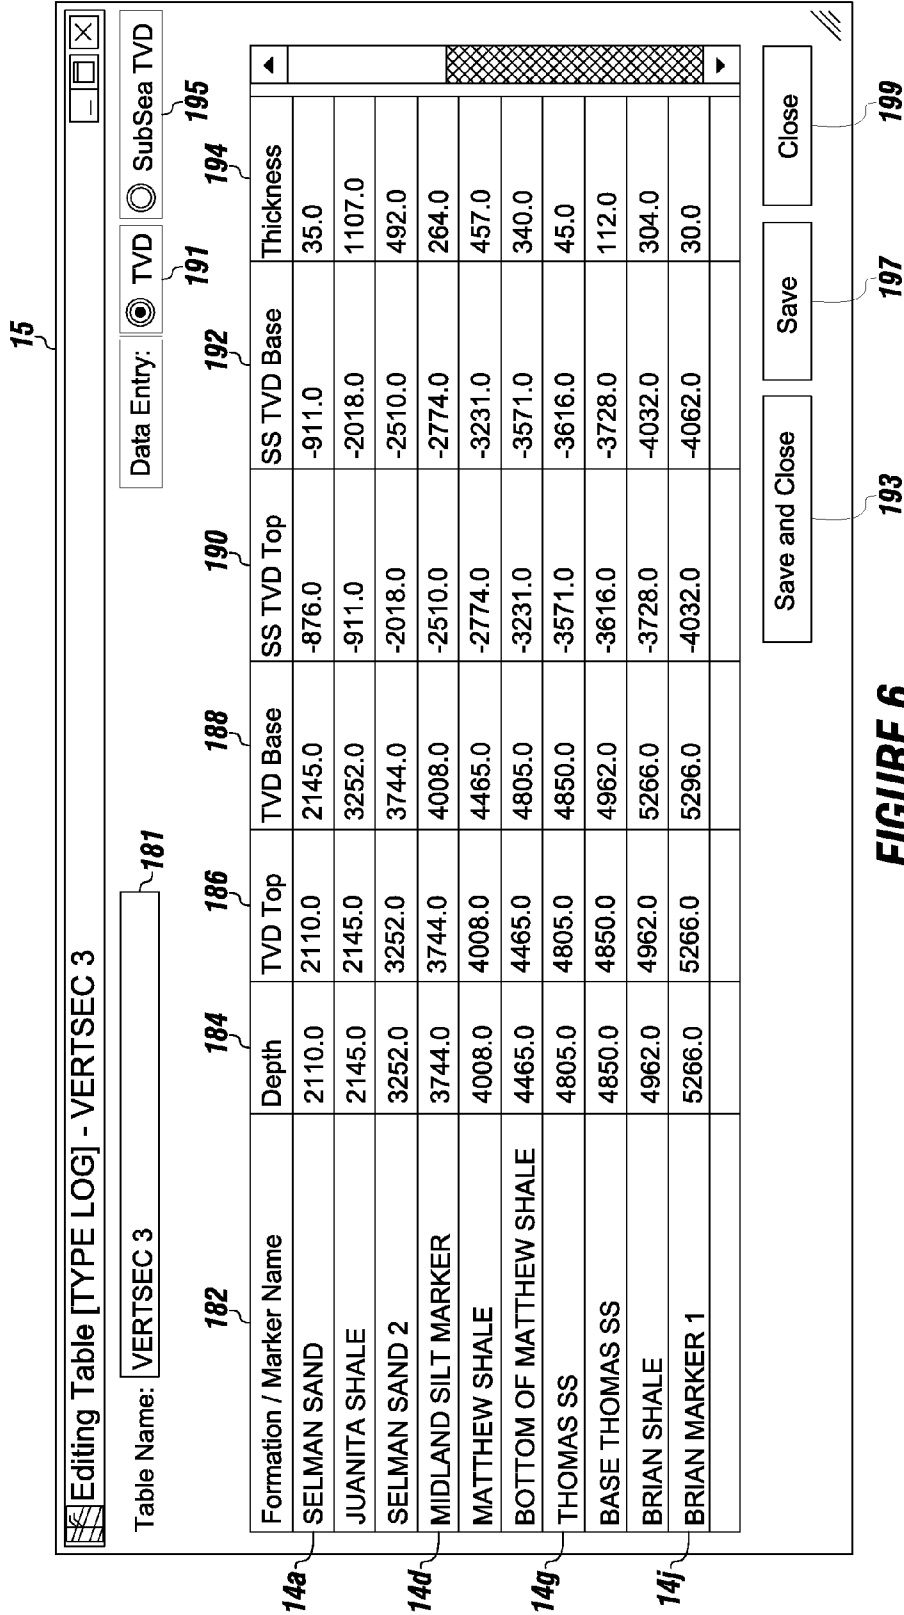 15
Editing Table [TYPE LOG] - VERTSEC 3
Table Name: VERTSEC 3 181 Data Entry: TVD SubSea TVD
191 195
182 184 186 188 190 192 194
Formation / Marker Name Depth TVD Top TVD Base SS TVD Top SS TVD Base Thickness
14a SELMAN SAND 2110.0 2110.0 2145.0 -876.0 -911.0 35.0
JUANITA SHALE 2145.0 2145.0 3252.0 -911.0 -2018.0 1107.0
SELMAN SAND 2 3252.0 3252.0 3744.0 -2018.0 -2510.0 492.0
14d MIDLAND SILT MARKER 3744.0 3744.0 4008.0 -2510.0 -2774.0 264.0
MATTHEW SHALE 4008.0 4008.0 4465.0 -2774.0 -3231.0 457.0
BOTTOM OF MATTHEW SHALE 4465.0 4465.0 4805.0 -3231.0 -3571.0 340.0
14g THOMAS SS 4805.0 4805.0 4850.0 -3571.0 -3616.0 45.0
BASE THOMAS SS 4850.0 4850.0 4962.0 -3616.0 -3728.0 112.0
BRIAN SHALE 4962.0 4962.0 5266.0 -3728.0 -4032.0 304.0
14j BRIAN MARKER 1 5266.0 5266.0 5296.0 -4032.0 -4062.0 30.0
Save and Close Save Close
193 197 199
FIGURE 6